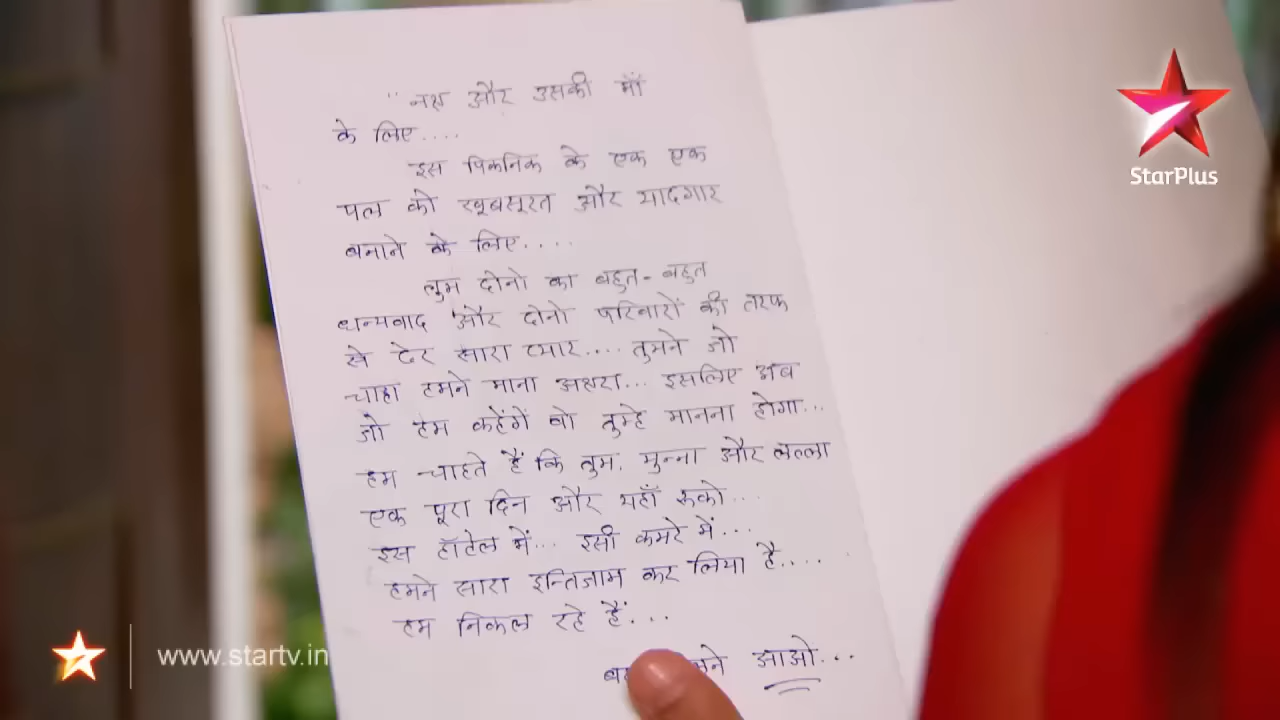 "नक्ष और उसकी माँ
के लिए....
इस पिकनिक के एक एक
पल को खूबसूरत और यादगार
बनाने के लिए....
तुम दोनो का बहुत-बहुत
धन्यवाद और दोनो परिवारों की तरफ
से ढेर सारा प्यार.... तुमने जो
चाहा हमने माना अक्षरा... इसलिए अब
जो हम कहेंगें वो तुम्हे मानना होगा...
हम चाहते हैं कि तुम, मुन्ना और लल्ला
एक पूरा दिन और यहाँ रूको...
इस हॉटेल में... इसी कमरे में...
हमने सारा इन्तिजाम कर लिया है....
हम निकल रहे हैं...
आओ...
StarPlus
www.startv.in